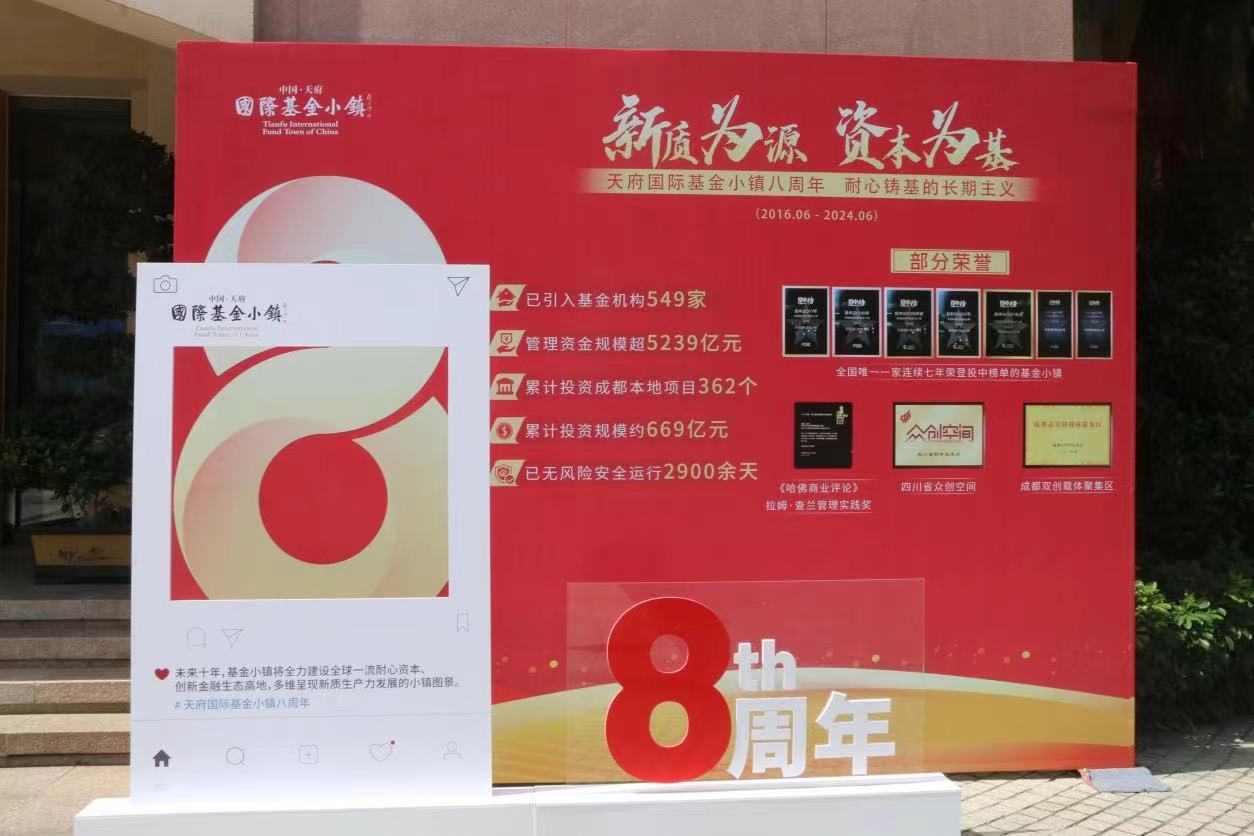 中国·天府
國際基金小鎮
Tianfu International
Fund Town of China
新质为源 资本为基
天府国际基金小镇八周年 耐心铸基的长期主义
(2016.06 - 2024.06)
部分荣誉
已引入基金机构549家
管理资金规模超5239亿元
累计投资成都本地项目362个
累计投资规模约669亿元
已无风险安全运行2900余天
全国唯一一家连续七年荣登投中榜单的基金小镇
众创空间
《哈佛商业评论》
拉姆·查兰管理实践奖
四川省众创空间
成都双创载体聚集区
中国·天府
國際基金小鎮
Tianfu International
Fund Town of China
未来十年,基金小镇将全力建设全球一流耐心资本、
创新金融生态高地,多维呈现新质生产力发展的小镇图景。
# 天府国际基金小镇八周年
8th
周年